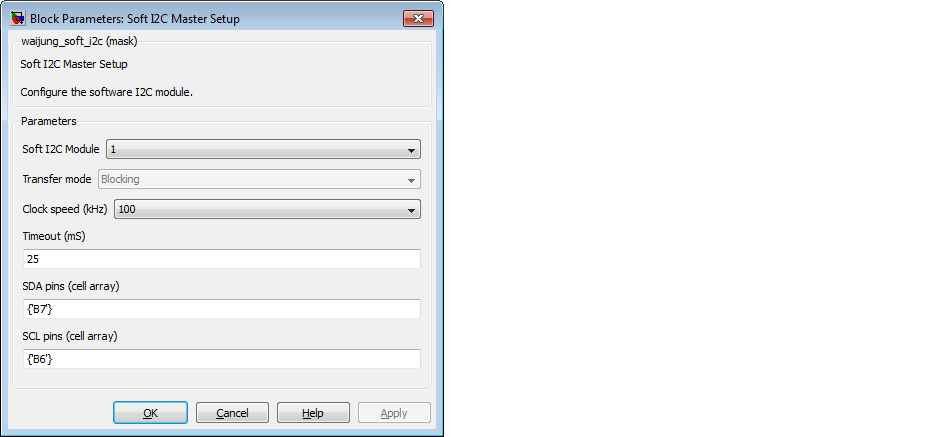 Block Parameters: Soft I2C Master Setup
waijung_soft_i2c (mask)
Soft I2C Master Setup
Configure the software I2C module.
Parameters
Soft I2C Module 1
Transfer mode Blocking
Clock speed (kHz) 100
Timeout (mS)
25
SDA pins (cell array)
{'B7'}
SCL pins (cell array)
{'B6'}
OK Cancel Help Apply